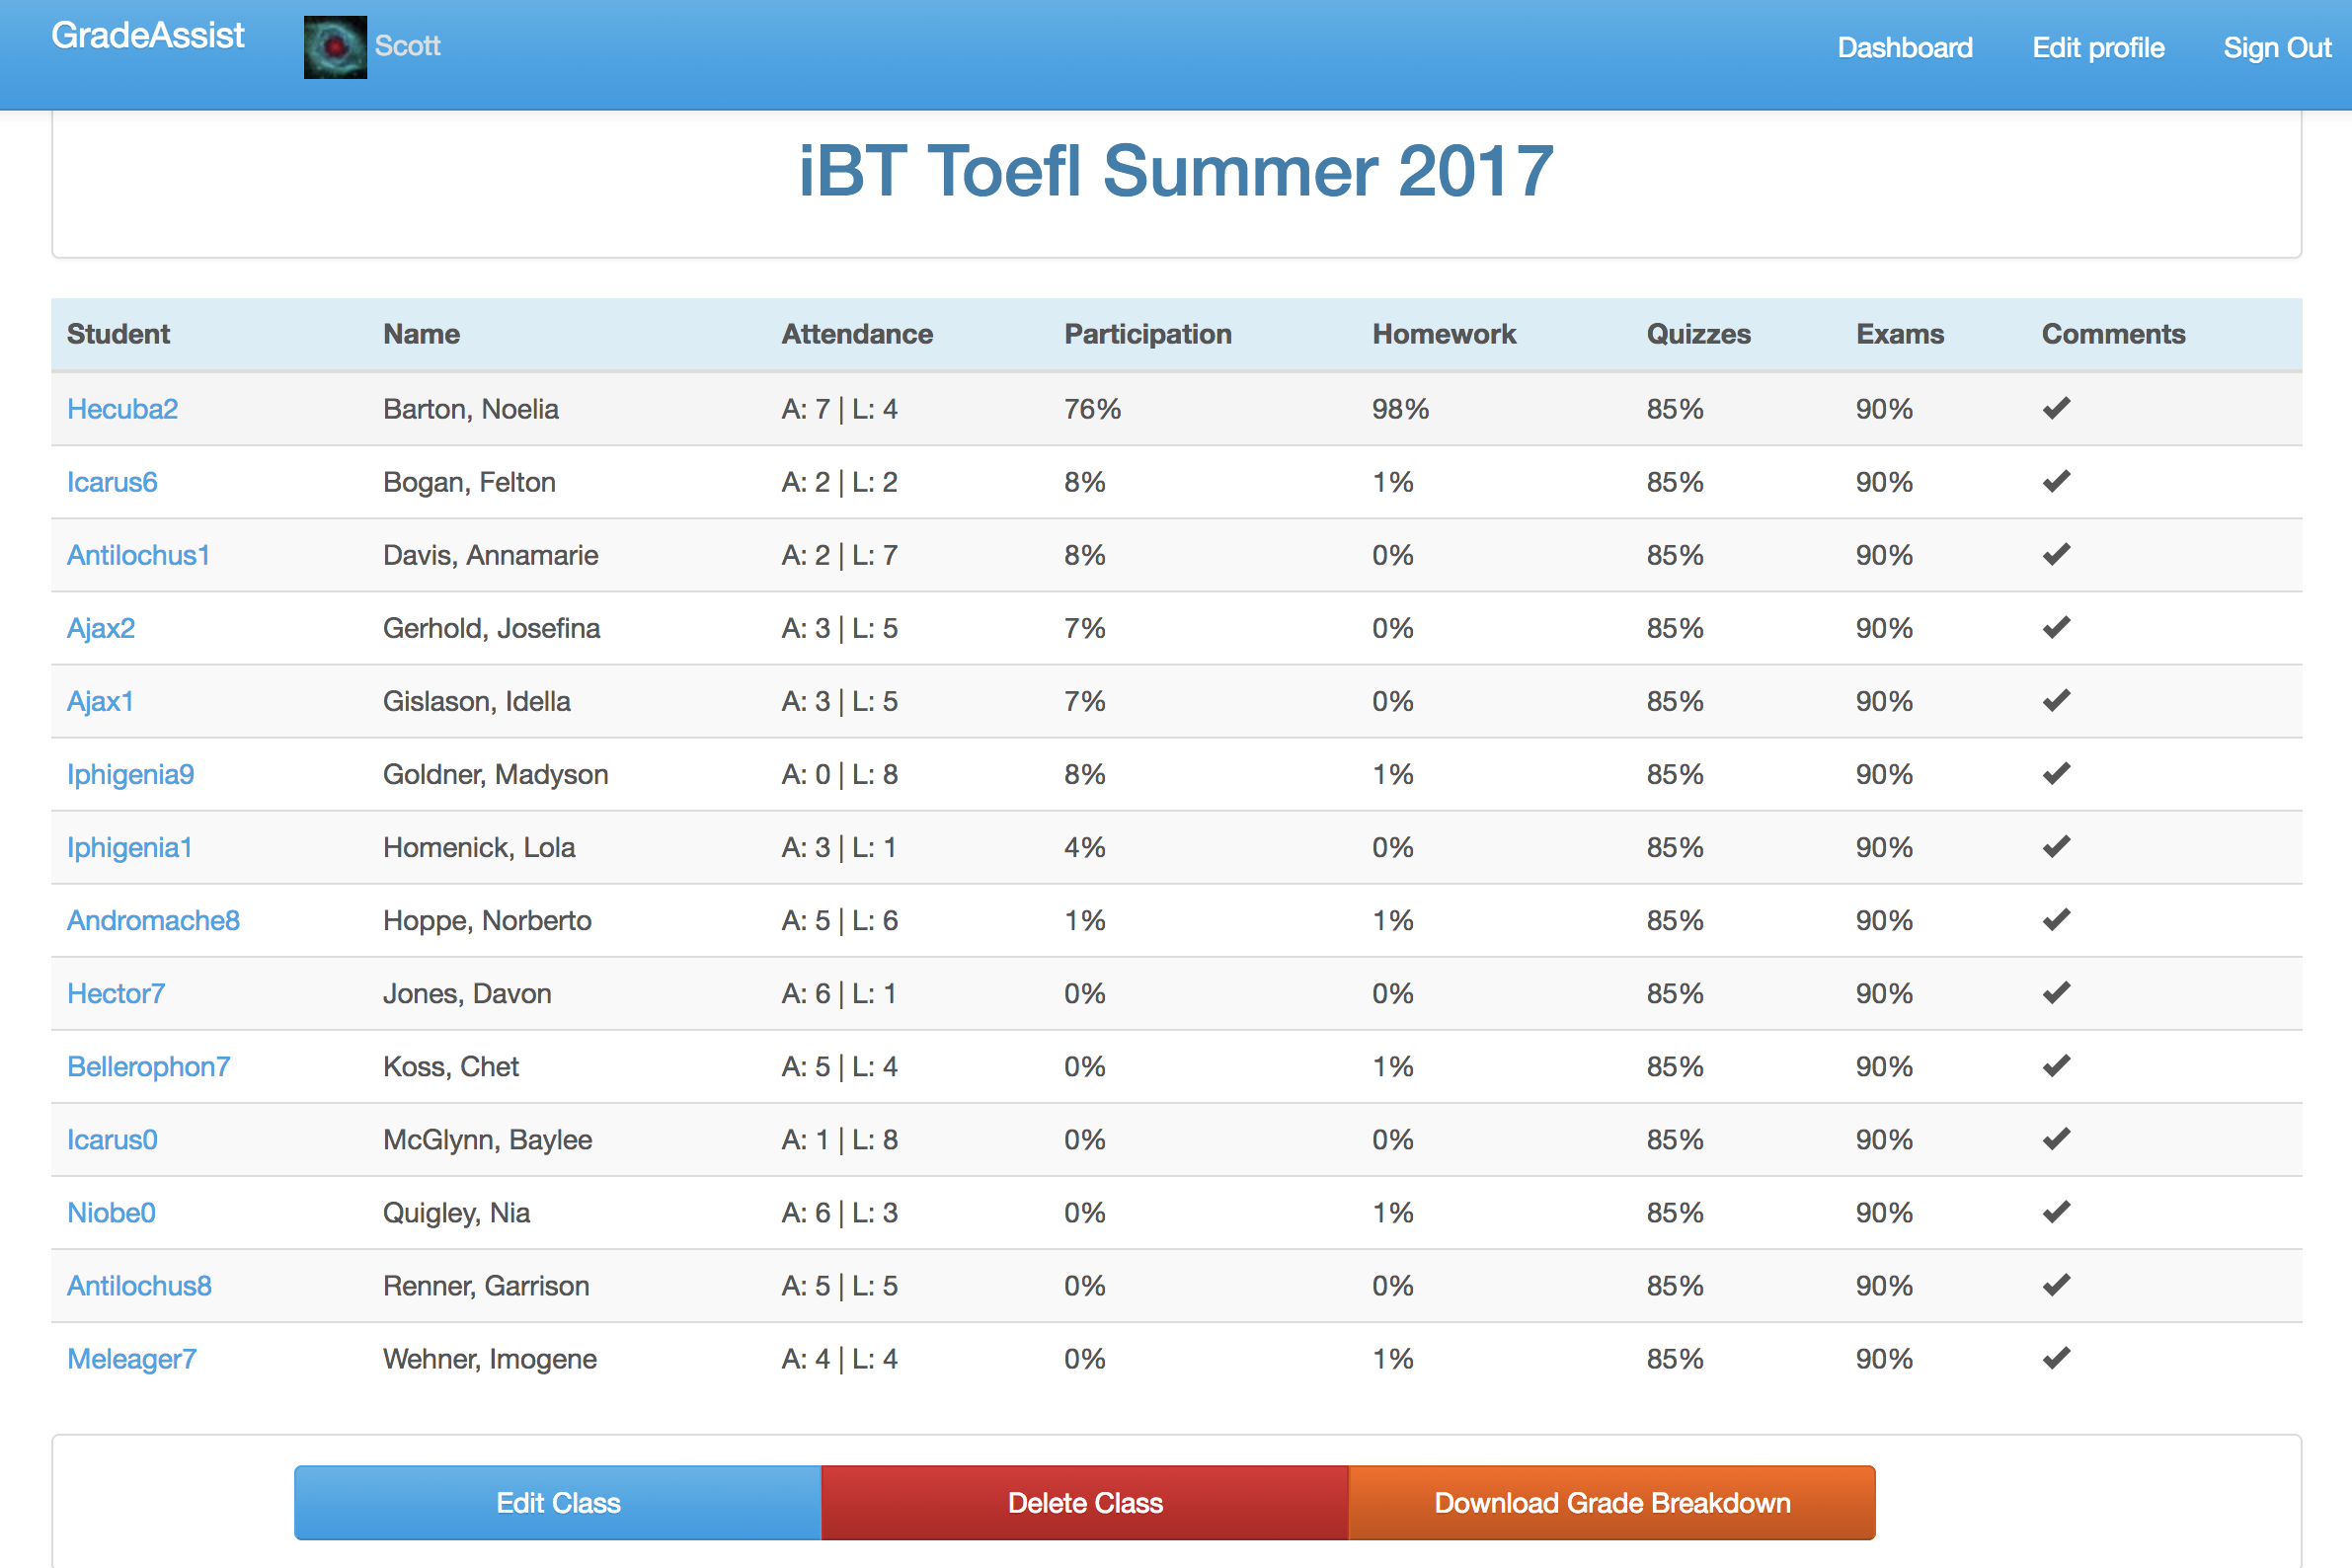 GradeAssist Scott Dashboard Edit profile Sign Out
iBT Toefl Summer 2017
Student Name Attendance Participation Homework Quizzes Exams Comments
Hecuba2 Barton, Noelia A: 7 | L: 4 76% 98% 85% 90% ✔
Icarus6 Bogan, Felton A: 2 | L: 2 8% 1% 85% 90% ✔
Antilochus1 Davis, Annamarie A: 2 | L: 7 8% 0% 85% 90% ✔
Ajax2 Gerhold, Josefina A: 3 | L: 5 7% 0% 85% 90% ✔
Ajax1 Gislason, Idella A: 3 | L: 5 7% 0% 85% 90% ✔
Iphigenia9 Goldner, Madyson A: 0 | L: 8 8% 1% 85% 90% ✔
Iphigenia1 Homenick, Lola A: 3 | L: 1 4% 0% 85% 90% ✔
Andromache8 Hoppe, Norberto A: 5 | L: 6 1% 1% 85% 90% ✔
Hector7 Jones, Davon A: 6 | L: 1 0% 0% 85% 90% ✔
Bellerophon7 Koss, Chet A: 5 | L: 4 0% 1% 85% 90% ✔
Icarus0 McGlynn, Baylee A: 1 | L: 8 0% 0% 85% 90% ✔
Niobe0 Quigley, Nia A: 6 | L: 3 0% 1% 85% 90% ✔
Antilochus8 Renner, Garrison A: 5 | L: 5 0% 0% 85% 90% ✔
Meleager7 Wehner, Imogene A: 4 | L: 4 0% 1% 85% 90% ✔
Edit Class Delete Class Download Grade Breakdown